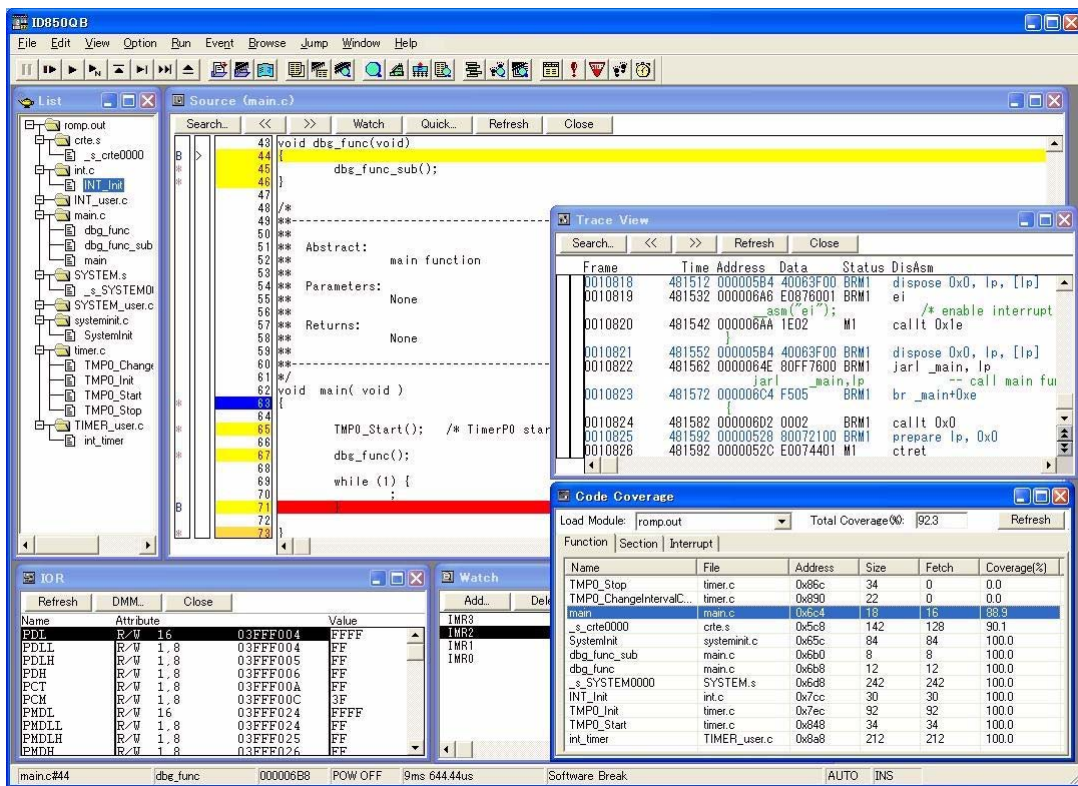 ID850QB
File Edit View Option Run Event Browse Jump Window Help
List
romp.out
crte.s
_s_crte0000
int.c
INT_Init
INT_user.c
main.c
dbg_func
dbg_func_sub
main
SYSTEM.s
_s_SYSTEM0
SYSTEM_user.c
systeminit.c
SystemInit
timer.c
TMP0_Change
TMP0_Init
TMP0_Start
TMP0_Stop
TIMER_user.c
int_timer
Source (main.c)
Search... << >> Watch Quick... Refresh Close
43 void dbg_func(void)
B > 44 {
* 45 dbg_func_sub();
* 46 }
47
48 /*
49 **-----------------------------
50 **
51 ** Abstract:
52 ** main function
53 **
54 ** Parameters:
55 ** None
56 **
57 ** Returns:
58 ** None
59 **
60 **-----------------------------
61 */
62 void main( void )
* 63 {
64
* 65 TMP0_Start(); /* TimerP0 star
66
* 67 dbg_func();
68
69 while (1) {
70 ;
B 71 }
72
* 73 }
Trace View
Search... << >> Refresh Close
Frame Time Address Data Status DisAsm
0010818 481512 000005B4 40063F00 BRM1 dispose 0x0, lp, [lp]
0010819 481532 000006A6 E0876001 BRM1 ei
__asm("ei"); /* enable interrupt
0010820 481542 000006AA 1E02 M1 callt 0x1e
}
0010821 481552 000005B4 40063F00 BRM1 dispose 0x0, lp, [lp]
0010822 481562 0000064E 80FF7600 BRM1 jarl _main, lp
jarl _main,lp -- call main fun
0010823 481572 000006C4 F505 BRM1 br _main+0xe
{
0010824 481582 000006D2 0002 BRM1 callt 0x0
0010825 481592 00000528 80072100 BRM1 prepare lp, 0x0
0010826 481592 0000052C E0074401 M1 ctret
Code Coverage
Load Module: romp.out Total Coverage(%): 92.3 Refresh
Function Section Interrupt
Name File Address Size Fetch Coverage(%)
TMP0_Stop timer.c 0x86c 34 0 0.0
TMP0_ChangeIntervalC... timer.c 0x890 22 0 0.0
main main.c 0x6c4 18 16 88.9
_s_crte0000 crte.s 0x5c8 142 128 90.1
SystemInit systeminit.c 0x65c 84 84 100.0
dbg_func_sub main.c 0x6b0 8 8 100.0
dbg_func main.c 0x6b8 12 12 100.0
_s_SYSTEM0000 SYSTEM.s 0x6d8 242 242 100.0
INT_Init int.c 0x7cc 30 30 100.0
TMP0_Init timer.c 0x7ec 92 92 100.0
TMP0_Start timer.c 0x848 34 34 100.0
int_timer TIMER_user.c 0x8a8 212 212 100.0
IOR
Refresh DMM... Close
Name Attribute Value
PDL R/W 16 03FFF004 FFFF
PDLL R/W 1,8 03FFF004 FF
PDLH R/W 1,8 03FFF005 FF
PDH R/W 1,8 03FFF006 FF
PCT R/W 1,8 03FFF00A FF
PCM R/W 1,8 03FFF00C 3F
PMDL R/W 16 03FFF024 FFFF
PMDLL R/W 1,8 03FFF024 FF
PMDLH R/W 1,8 03FFF025 FF
PMDH R/W 1,8 03FFF026 FF
Watch
Add... Dele
IMR3
IMR2
IMR1
IMR0
main.c#44 dbg_func 000006B8 POW OFF 9ms 644.44us Software Break AUTO INS